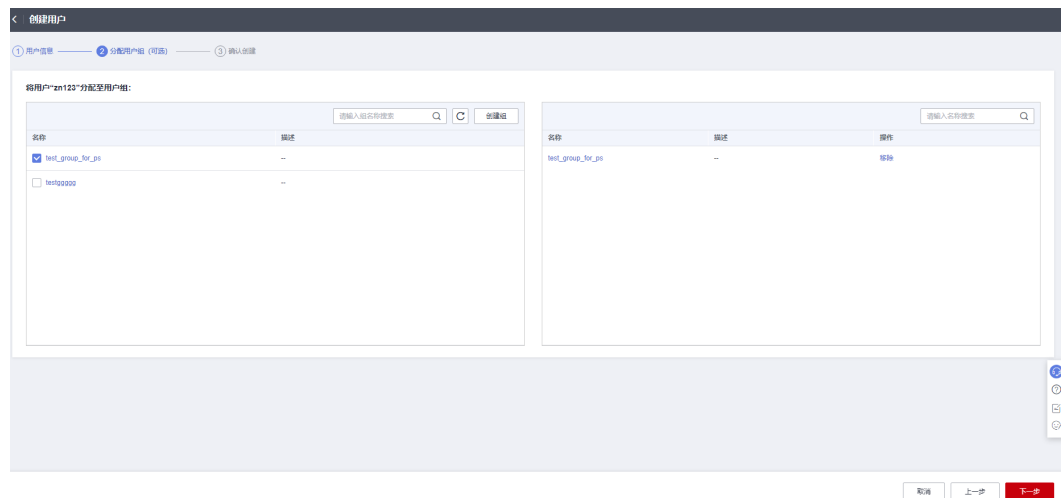 创建用户
1 用户信息 2 分配用户组（可选） 3 确认创建
将用户“zn123”分配至用户组：
请输入组名称搜索 创建组
名称 描述
test_group_for_ps --
testggggg --
请输入名称搜索
名称 描述 操作
test_group_for_ps -- 移除
取消 上一步 下一步